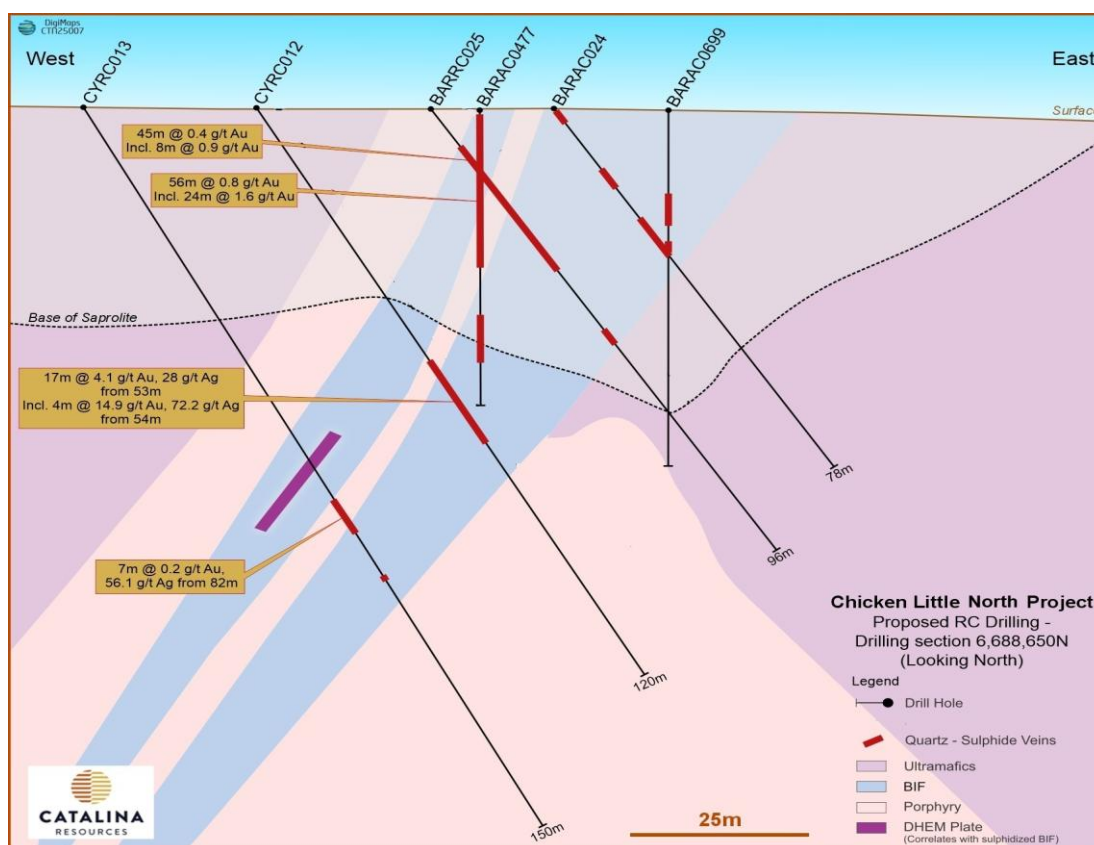 DigiMaps
CTN25007
West
CYRC013
CYRC012
BARRC025
BARAC0477
BARAC024
BARAC0699
East
Surface
45m @ 0.4 g/t Au
Incl. 8m @ 0.9 g/t Au
56m @ 0.8 g/t Au
Incl. 24m @ 1.6 g/t Au
Base of Saprolite
17m @ 4.1 g/t Au, 28 g/t Ag
from 53m
Incl. 4m @ 14.9 g/t Au, 72.2 g/t Ag
from 54m
7m @ 0.2 g/t Au,
56.1 g/t Ag from 82m
78m
96m
120m
150m
Chicken Little North Project
Proposed RC Drilling -
Drilling section 6,688,650N
(Looking North)
Legend
Drill Hole
Quartz - Sulphide Veins
Ultramafics
BIF
Porphyry
DHEM Plate
(Correlates with sulphidized BIF)
25m
CATALINA
RESOURCES